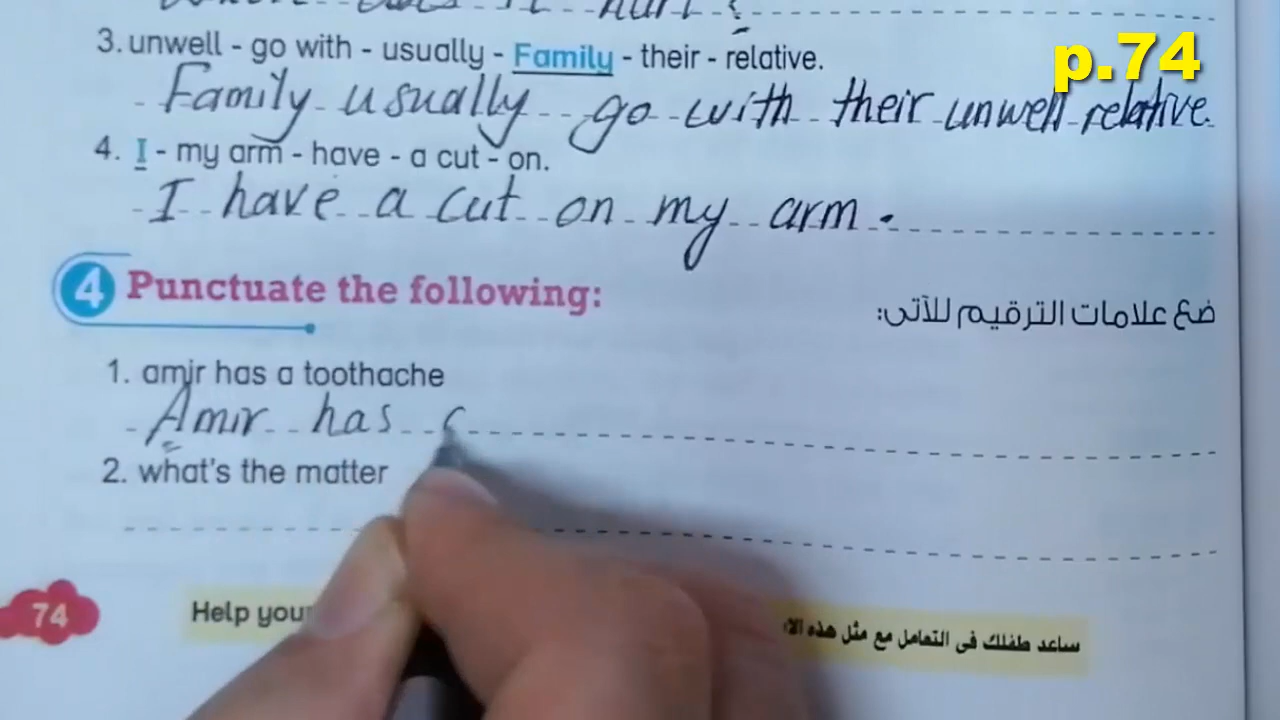 hurt ?
p.74
3. unwell - go with - usually - Family - their - relative.
Family usually go with their unwell relative.
4. I - my arm - have - a cut - on.
I have a cut on my arm.
4 Punctuate the following:
ضع علامات الترقيم للآتى:
1. amir has a toothache
Amir has
2. what's the matter
74
Help your
ساعد طفلك فى التعامل مع مثل هذه